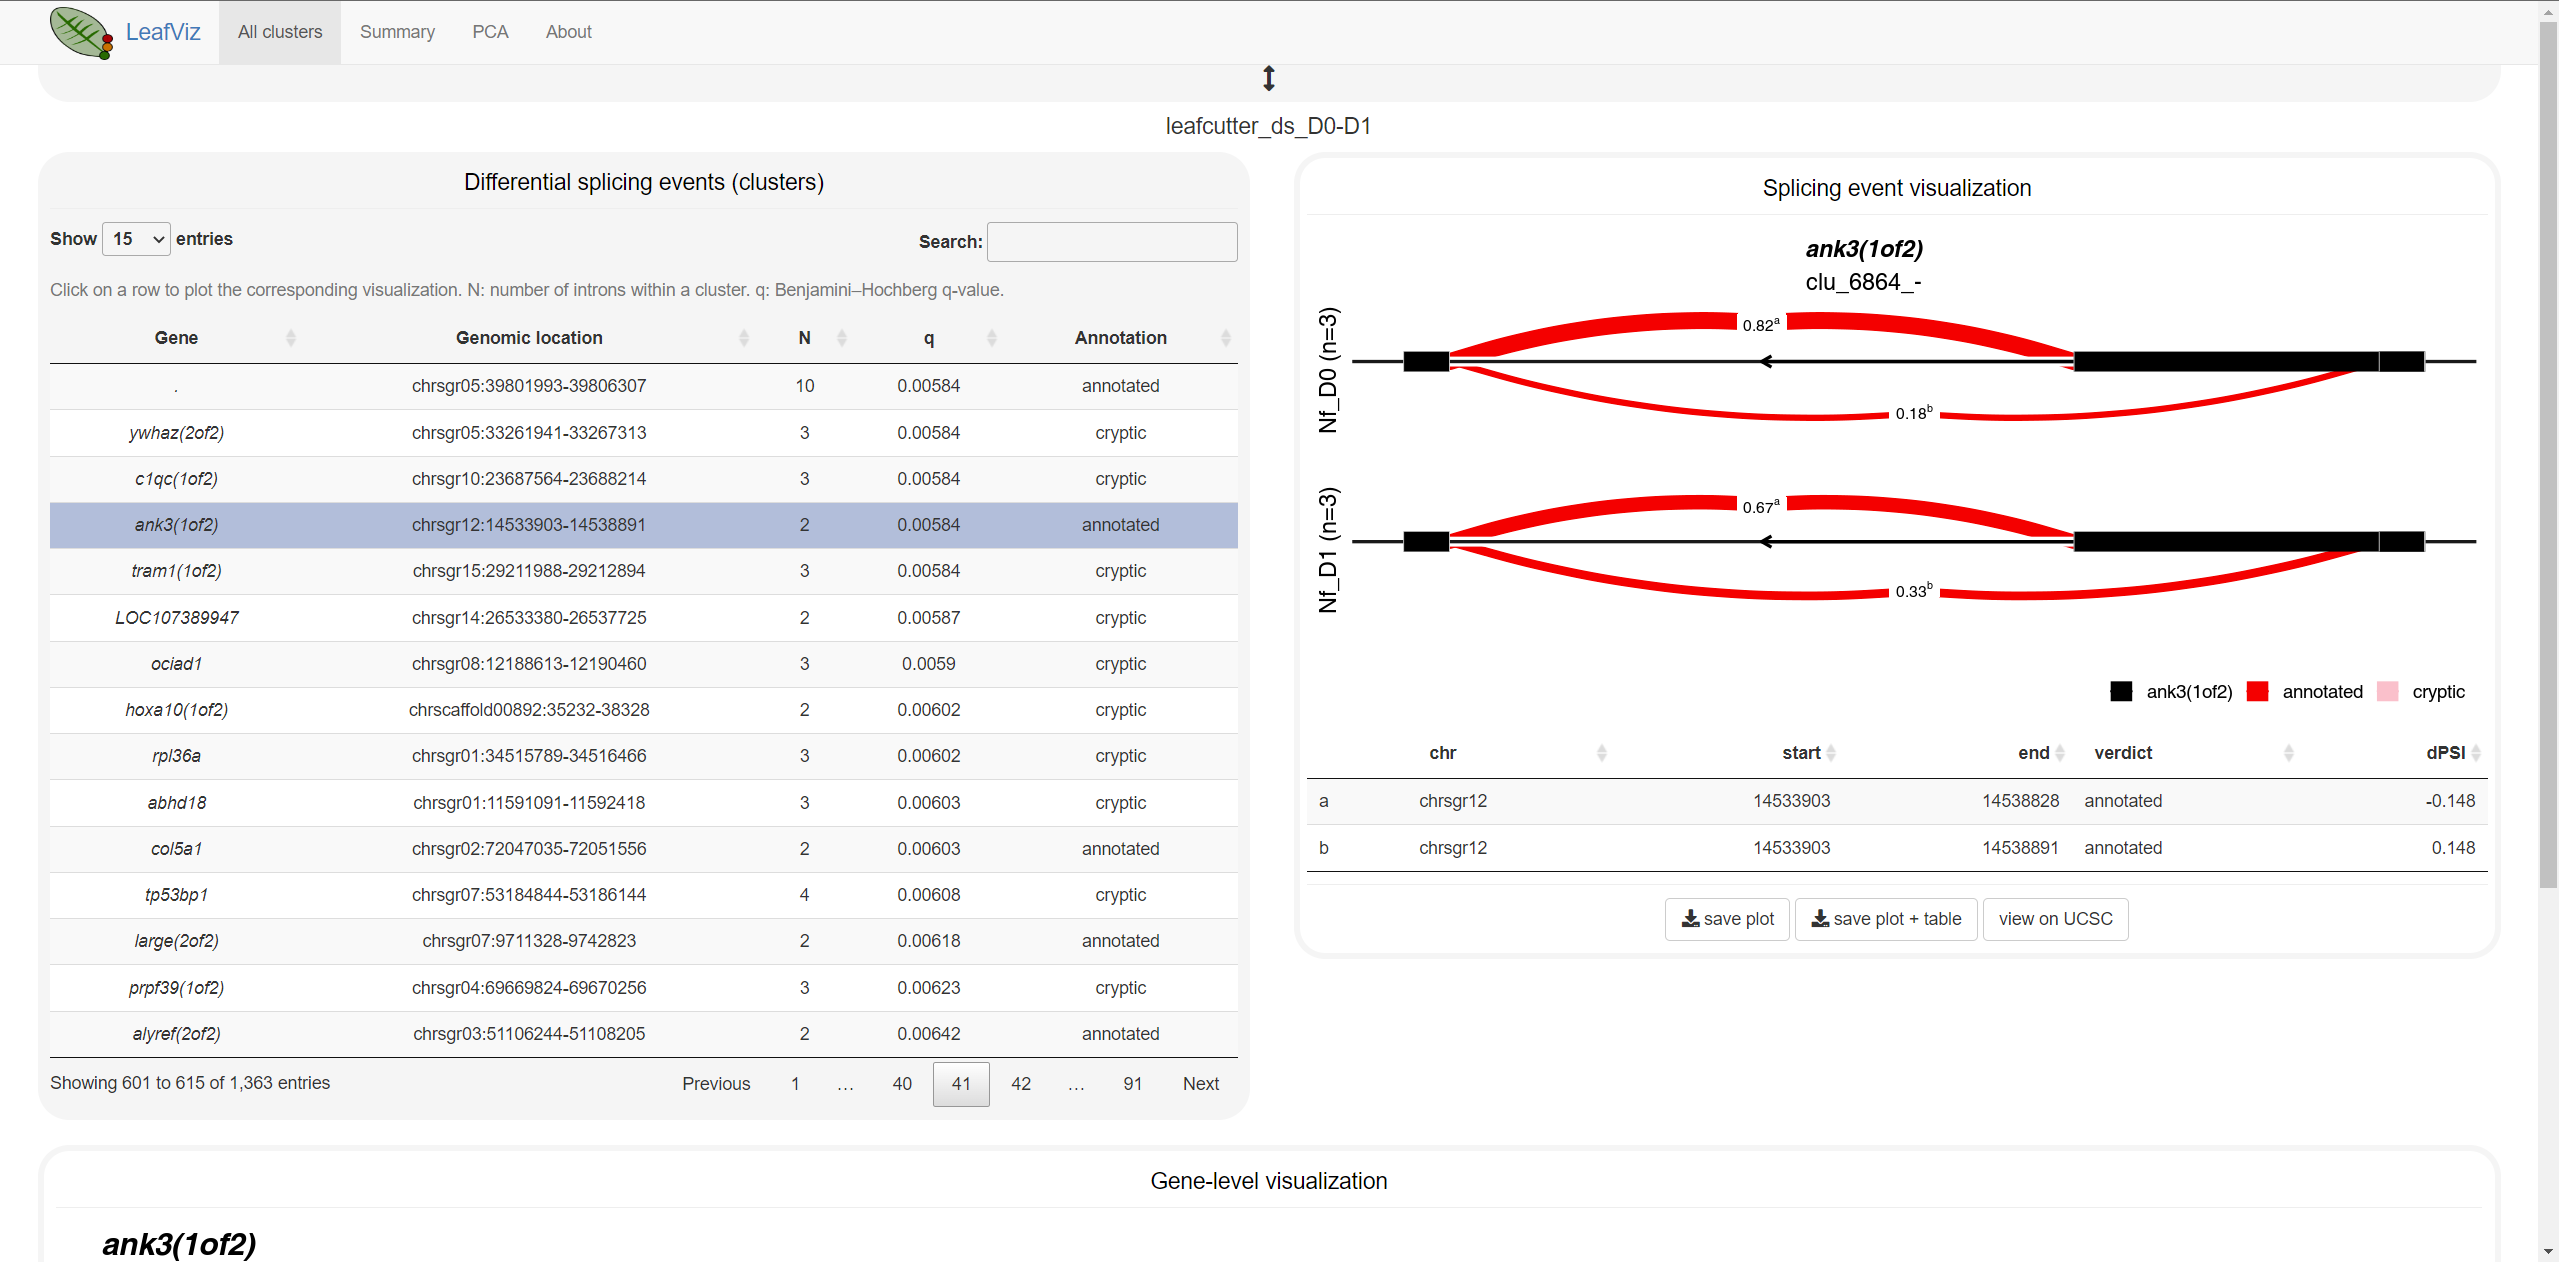 LeafViz All clusters Summary PCA About
leafcutter_ds_D0-D1
Differential splicing events (clusters)
Show 15 entries Search:
Click on a row to plot the corresponding visualization. N: number of introns within a cluster. q: Benjamini–Hochberg q-value.
Gene Genomic location N q Annotation
. chrsgr05:39801993-39806307 10 0.00584 annotated
ywhaz(2of2) chrsgr05:33261941-33267313 3 0.00584 cryptic
c1qc(1of2) chrsgr10:23687564-23688214 3 0.00584 cryptic
ank3(1of2) chrsgr12:14533903-14538891 2 0.00584 annotated
tram1(1of2) chrsgr15:29211988-29212894 3 0.00584 cryptic
LOC107389947 chrsgr14:26533380-26537725 2 0.00587 cryptic
ociad1 chrsgr08:12188613-12190460 3 0.0059 cryptic
hoxa10(1of2) chrscaffold00892:35232-38328 2 0.00602 cryptic
rpl36a chrsgr01:34515789-34516466 3 0.00602 cryptic
abhd18 chrsgr01:11591091-11592418 3 0.00603 cryptic
col5a1 chrsgr02:72047035-72051556 2 0.00603 annotated
tp53bp1 chrsgr07:53184844-53186144 4 0.00608 cryptic
large(2of2) chrsgr07:9711328-9742823 2 0.00618 annotated
prpf39(1of2) chrsgr04:69669824-69670256 3 0.00623 cryptic
alyref(2of2) chrsgr03:51106244-51108205 2 0.00642 annotated
Showing 601 to 615 of 1,363 entries Previous 1 … 40 41 42 … 91 Next
Splicing event visualization
ank3(1of2)
clu_6864_-
Nf_D0 (n=3)
0.82ᵃ
0.18ᵇ
Nf_D1 (n=3)
0.67ᵃ
0.33ᵇ
ank3(1of2) annotated cryptic
chr start end verdict dPSI
a chrsgr12 14533903 14538828 annotated -0.148
b chrsgr12 14533903 14538891 annotated 0.148
save plot save plot + table view on UCSC
Gene-level visualization
ank3(1of2)